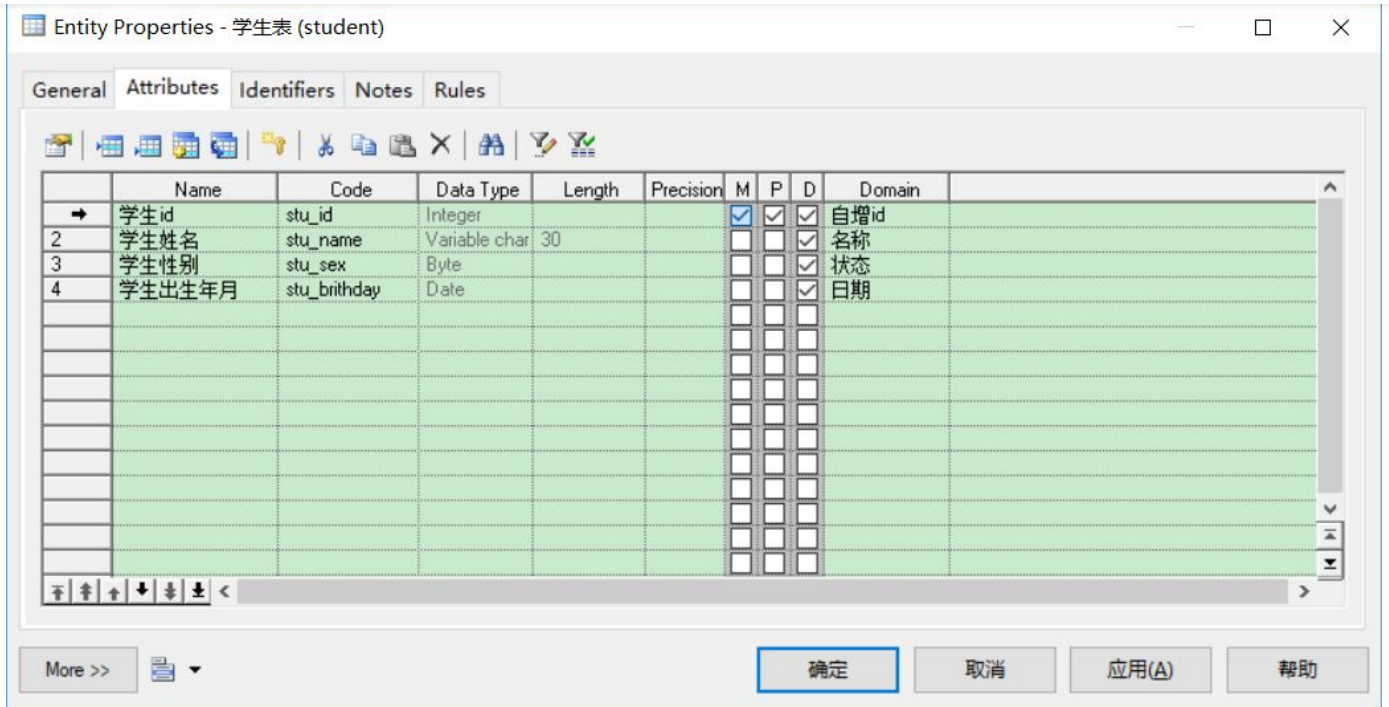 Entity Properties - 学生表 (student)
General Attributes Identifiers Notes Rules
Name Code Data Type Length Precision M P D Domain
学生id stu_id Integer 自增id
2 学生姓名 stu_name Variable char 30 名称
3 学生性别 stu_sex Byte 状态
4 学生出生年月 stu_brithday Date 日期
More >> 确定 取消 应用(A) 帮助